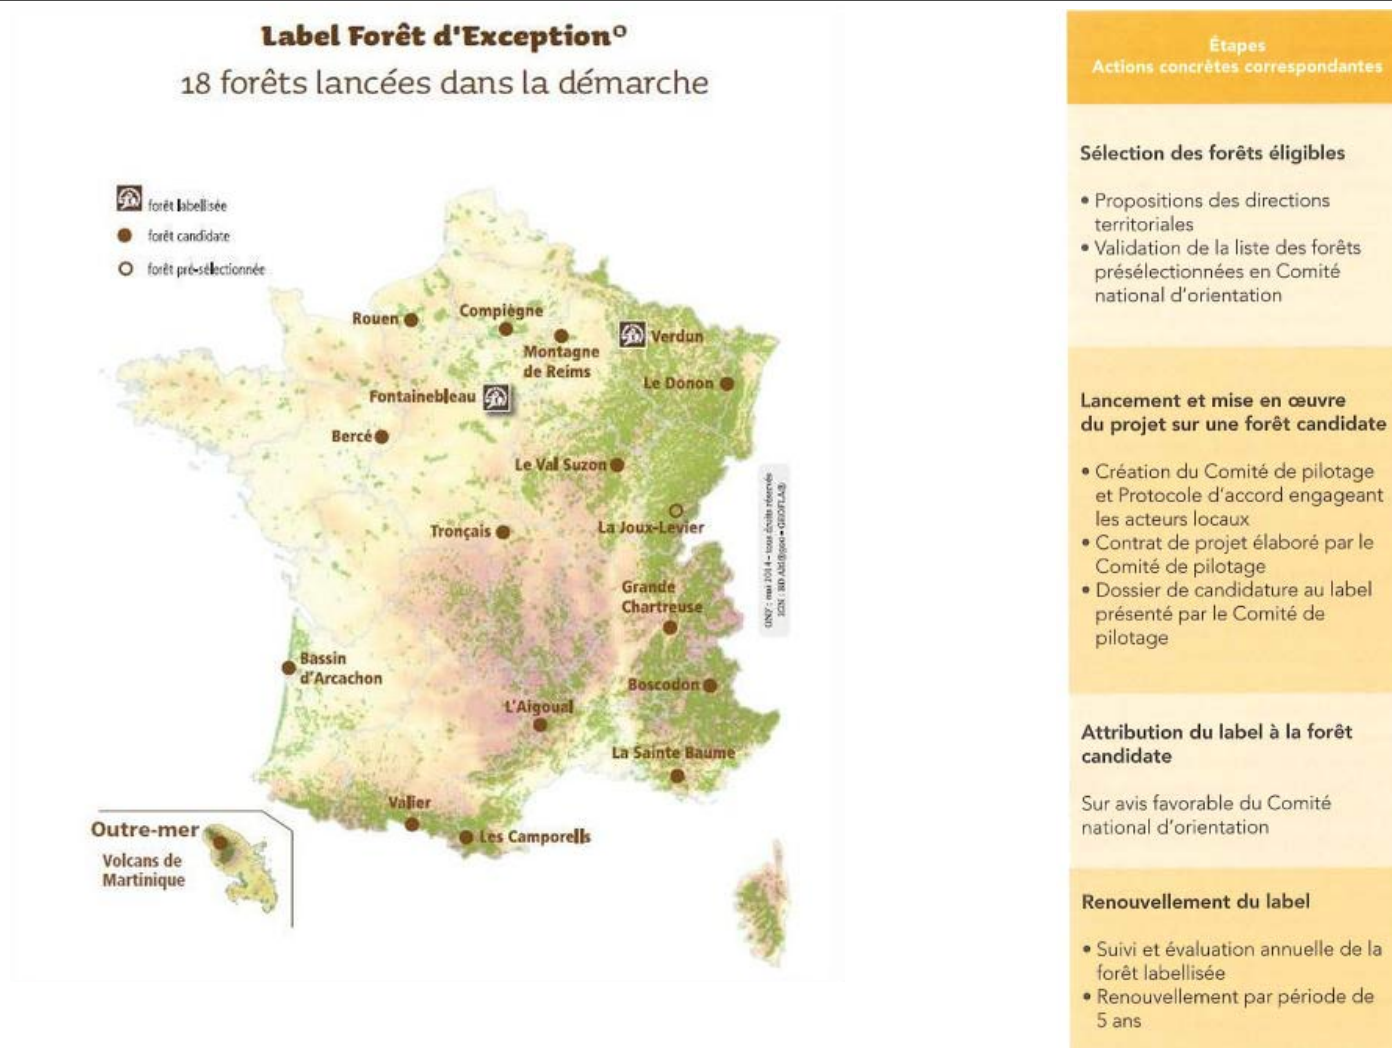 Label Forêt d'Exception°
18 forêts lancées dans la démarche
forêt labellisée
forêt candidate
forêt pré-sélectionnée
Rouen
Compiègne
Montagne
de Reims
Verdun
Le Donon
Fontainebleau
Bercé
Le Val Suzon
La Joux-Levier
Tronçais
Grande
Chartreuse
Bassin
d'Arcachon
Boscodon
L'Aigoual
La Sainte Baume
Valier
Les Camporells
Outre-mer
Volcans de
Martinique
ONF : mai 2014 – tous droits réservés
Étapes
Actions concrètes correspondantes
Sélection des forêts éligibles
• Propositions des directions
territoriales
• Validation de la liste des forêts
présélectionnées en Comité
national d'orientation
Lancement et mise en œuvre
du projet sur une forêt candidate
• Création du Comité de pilotage
et Protocole d'accord engageant
les acteurs locaux
• Contrat de projet élaboré par le
Comité de pilotage
• Dossier de candidature au label
présenté par le Comité de
pilotage
Attribution du label à la forêt
candidate
Sur avis favorable du Comité
national d'orientation
Renouvellement du label
• Suivi et évaluation annuelle de la
forêt labellisée
• Renouvellement par période de
5 ans